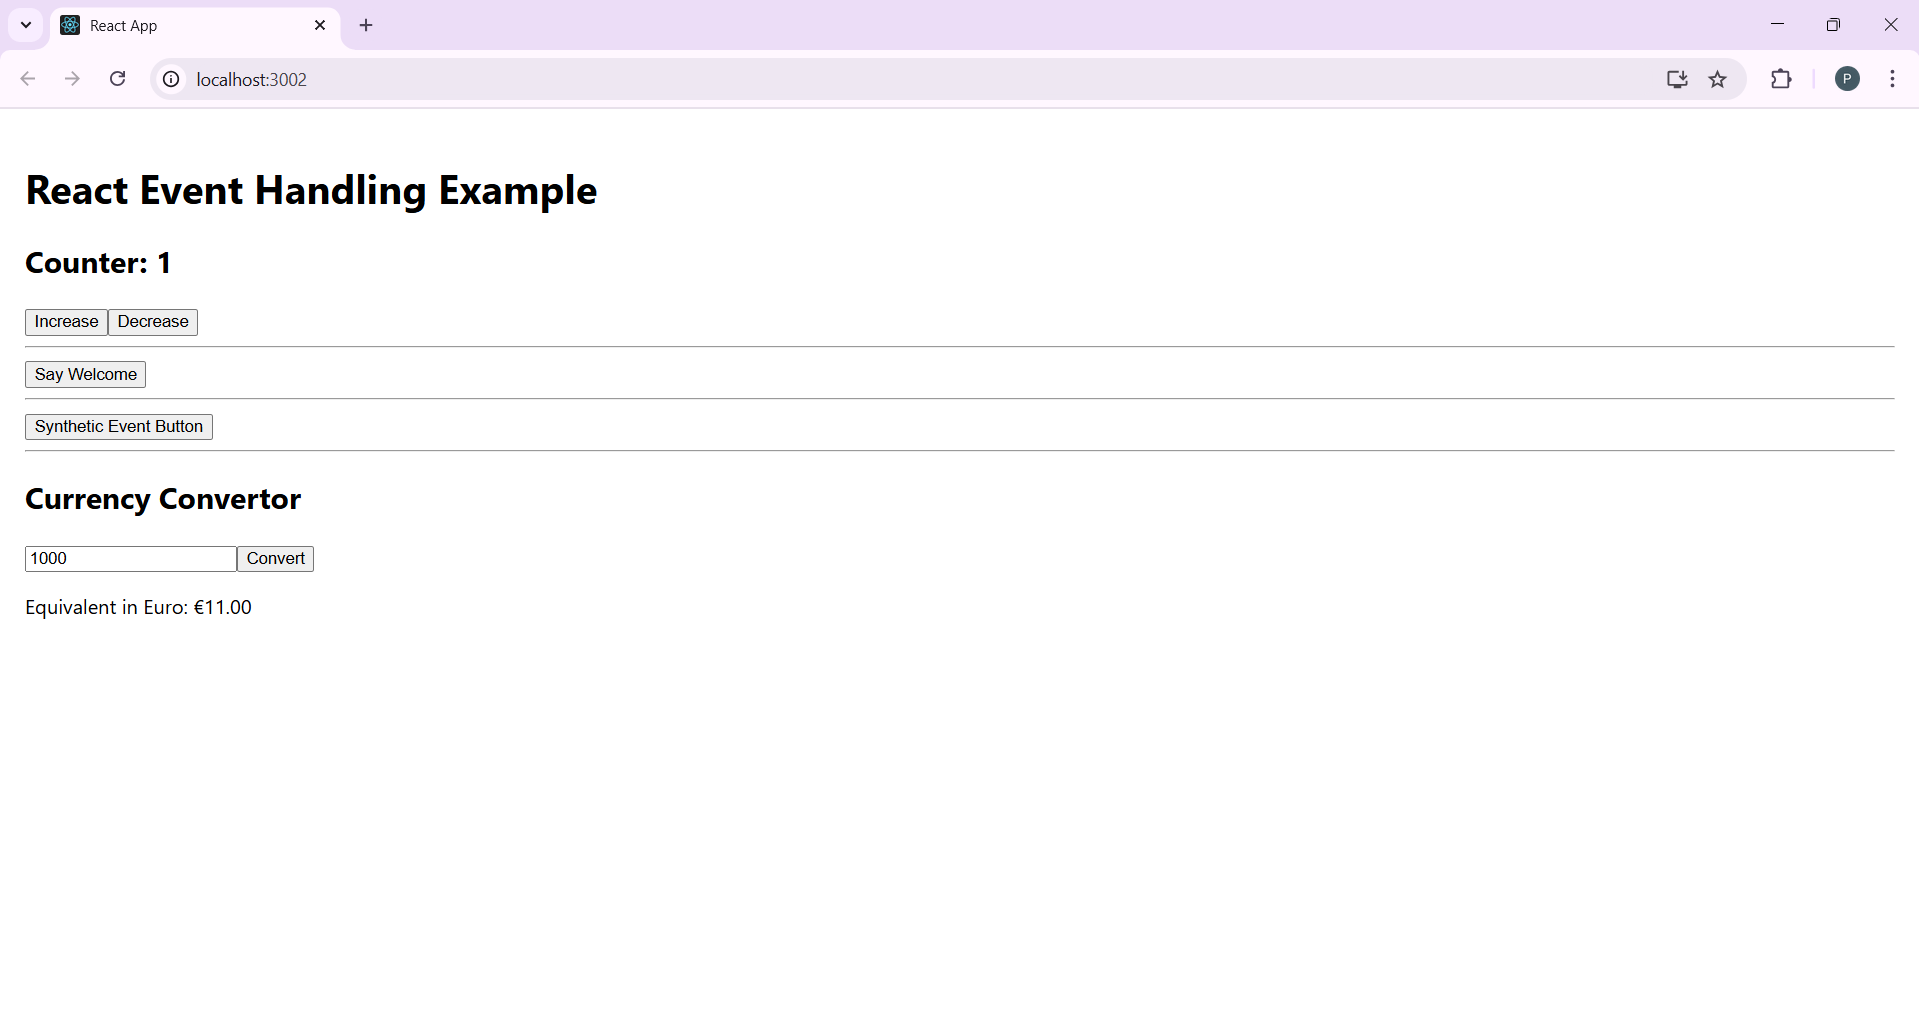 React App
localhost:3002
P
React Event Handling Example
Counter: 1
Increase Decrease
Say Welcome
Synthetic Event Button
Currency Convertor
1000 Convert
Equivalent in Euro: €11.00